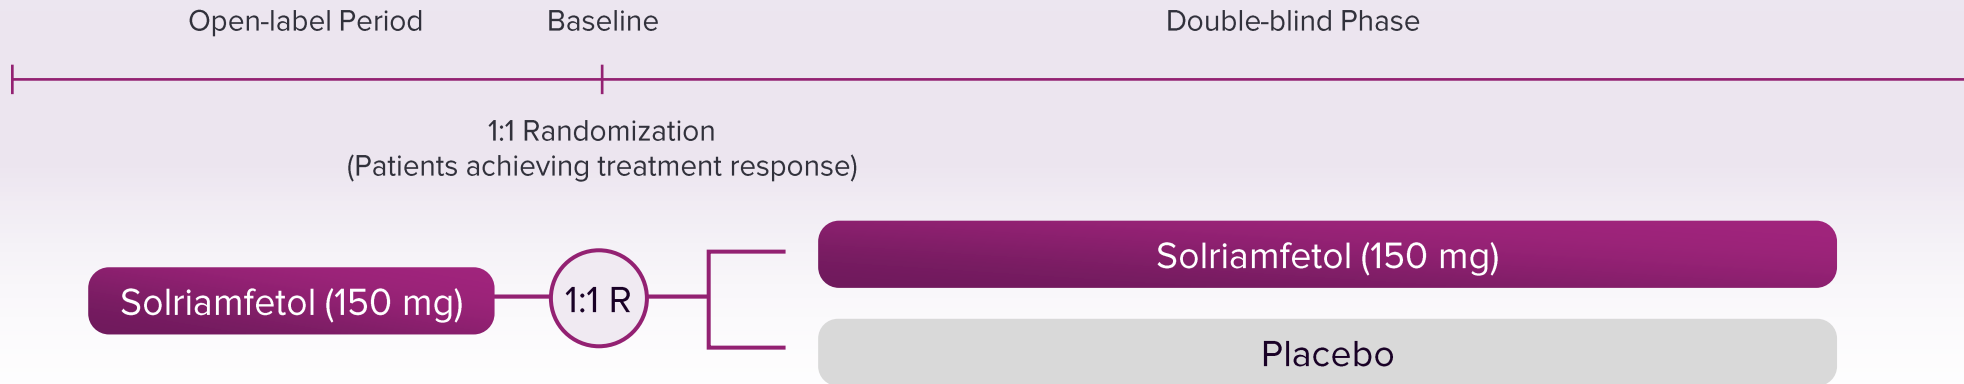 Open-label Period
Baseline
Double-blind Phase
1:1 Randomization
(Patients achieving treatment response)
Solriamfetol (150 mg)
1:1 R
Solriamfetol (150 mg)
Placebo